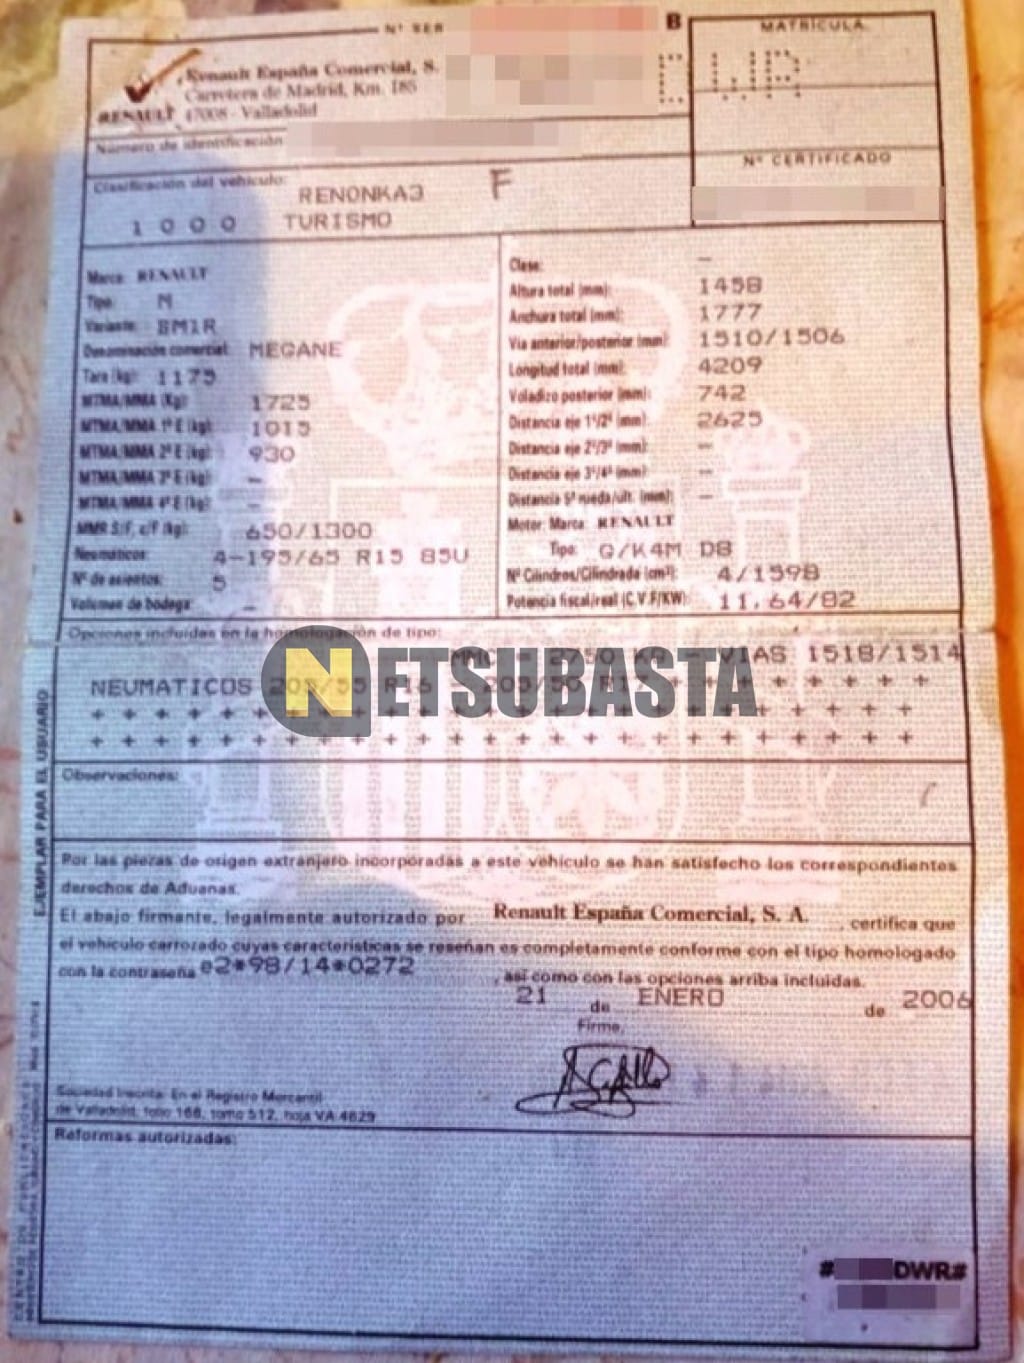 Nº SER
B
MATRICULA
Renault España Comercial, S.
Carretera de Madrid, Km. 185
RENAULT 47008 - Valladolid
Número de identificación
Nº CERTIFICADO
Clasificación del vehículo:
RENONKA3 F
1000 TURISMO
Marca: RENAULT
Tipo: M
Variante: BM1R
Denominación comercial: MEGANE
Tara (kg): 1175
MTMA/MMA (Kg): 1725
MTMA/MMA 1º E (kg): 1015
MTMA/MMA 2º E (kg): 930
MTMA/MMA 3º E (kg): -
MTMA/MMA 4º E (kg): -
MMR S/F, c/F (kg): 650/1300
Neumáticos: 4-195/65 R15 85U
Nº de asientos: 5
Volumen de bodega: -
Clase: -
Altura total (mm): 1458
Anchura total (mm): 1777
Via anterior/posterior (mm): 1510/1506
Longitud total (mm): 4209
Voladizo posterior (mm): 742
Distancia eje 1º/2º (mm): 2625
Distancia eje 2º/3º (mm): -
Distancia eje 3º/4º (mm): -
Distancia 5ª rueda/últ. (mm): -
Motor Marca: RENAULT
Tipo: G/K4M D8
Nº Cilindros/Cilindrada (cm³): 4/1598
Potencia fiscal/real (C.V.F/KW): 11,64/82
Opciones incluidas en la homologación de tipo:
MMC = 2750 KG - VIAS 1518/1514
NEUMATICOS 205/55 R16 + + + + + + + +
+ + + + + + + + + + + + + + + + + + + + + + + + + +
+ + + + + + + + + + + + + + + + + + + + + + + + + +
NETSUBASTA
EJEMPLAR PARA EL USUARIO
Observaciones:
Por las piezas de origen extranjero incorporadas a este vehículo se han satisfecho los correspondientes
derechos de Aduanas.
El abajo firmante, legalmente autorizado por Renault España Comercial, S. A. , certifica que
el vehículo carrozado cuyas características se reseñan es completamente conforme con el tipo homologado
con la contraseña e2*98/14*0272 , así como con las opciones arriba incluidas.
21 de ENERO de 2006
Firma,
Sociedad Inscrita: En el Registro Mercantil
de Valladolid, folio 168, tomo 512, hoja VA 4629
Reformas autorizadas:
# DWR#